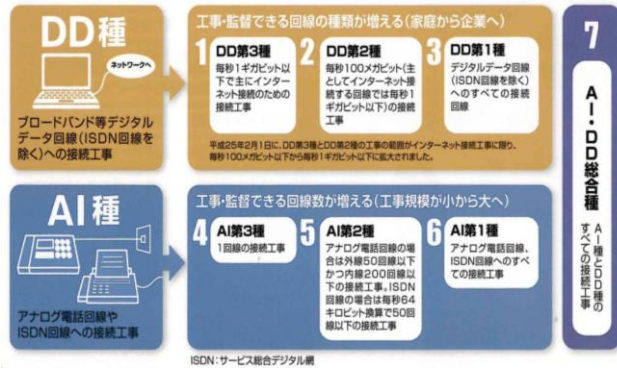 DD種
ネットワークへ
ブロードバンド等デジタル
データ回線(ISDN回線を
除く)への接続工事
工事・監督できる回線の種類が増える(家庭から企業へ)
1 DD第3種
毎秒1ギガビット以
下で主にインター
ネット接続のための
接続工事
2 DD第2種
毎秒100メガビット(主
としてインターネット接
続する回線では毎秒1
ギガビット以下)の接続
工事
3 DD第1種
デジタルデータ回線
(ISDN回線を除く)
へのすべての接続
回線
平成25年2月1日に、DD第3種とDD第2種の工事の範囲がインターネット接続工事に限り、
毎秒100メガビット以下から毎秒1ギガビット以下に拡大されました。
AI種
アナログ電話回線や
ISDN回線への接続工事
工事・監督できる回線数が増える(工事規模が小から大へ)
4 AI第3種
1回線の接続工事
5 AI第2種
アナログ電話回線の場
合は外線50回線以下
かつ内線200回線以
下の接続工事。ISDN
回線の場合は毎秒64
キロビット換算で50回
線以下の接続工事
6 AI第1種
アナログ電話回線、
ISDN回線へのすべ
ての接続工事
7
AI・DD総合種
AI種とDD種の
すべての接続工事
ISDN:サービス総合デジタル網